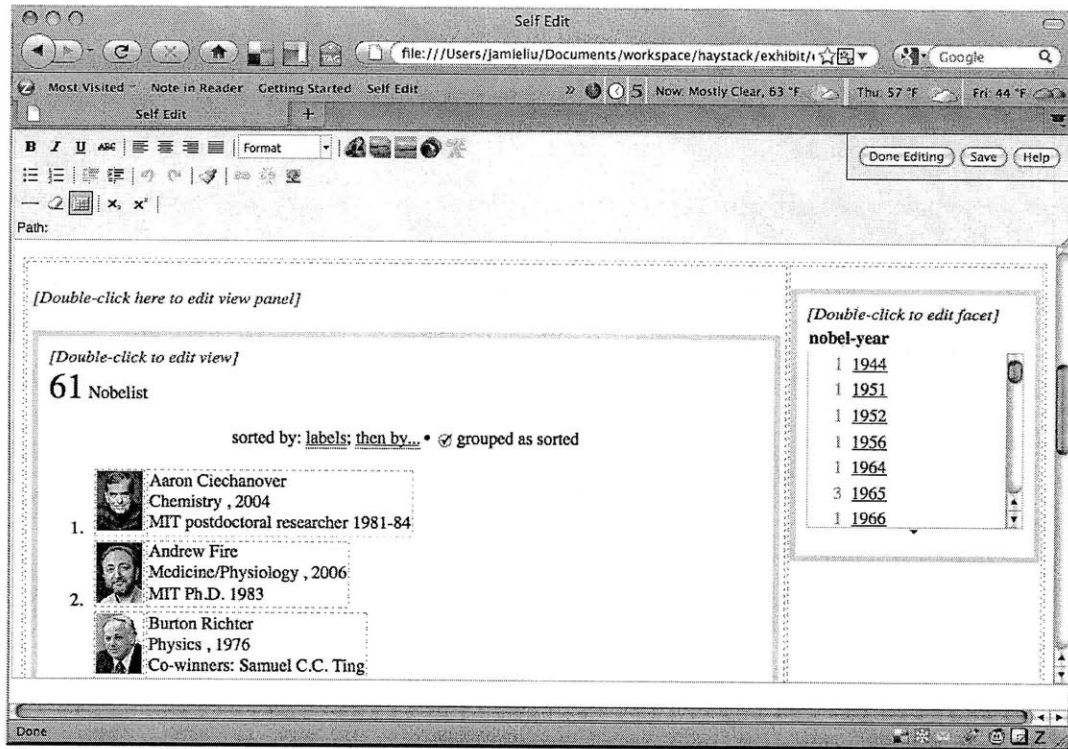 Self Edit
file:///Users/jamieliu/Documents/workspace/haystack/exhibit/
Google
Most Visited Note in Reader Getting Started Self Edit » 5 Now: Mostly Clear, 63 °F Thu: 57 °F Fri: 44 °F
Self Edit +
B I U ABC Format
Done Editing Save Help
x₂ x²
Path:
[Double-click here to edit view panel]
[Double-click to edit view]
61 Nobelist
sorted by: labels; then by... • grouped as sorted
1. Aaron Ciechanover
Chemistry , 2004
MIT postdoctoral researcher 1981-84
2. Andrew Fire
Medicine/Physiology , 2006
MIT Ph.D. 1983
Burton Richter
Physics , 1976
Co-winners: Samuel C.C. Ting
[Double-click to edit facet]
nobel-year
1 1944
1 1951
1 1952
1 1956
1 1964
3 1965
1 1966
Done
Z